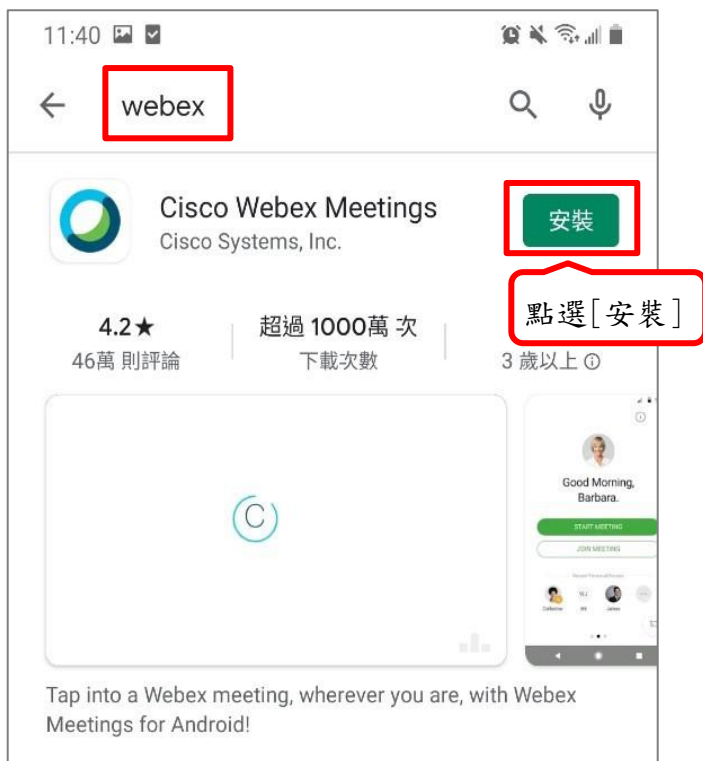 11:40
webex
Cisco Webex Meetings
Cisco Systems, Inc.
安裝
點選[安裝]
4.2★
46萬 則評論
超過 1000萬 次
下載次數
3 歲以上
C
Good Morning,
Barbara.
START MEETING
JOIN MEETING
Tap into a Webex meeting, wherever you are, with Webex
Meetings for Android!